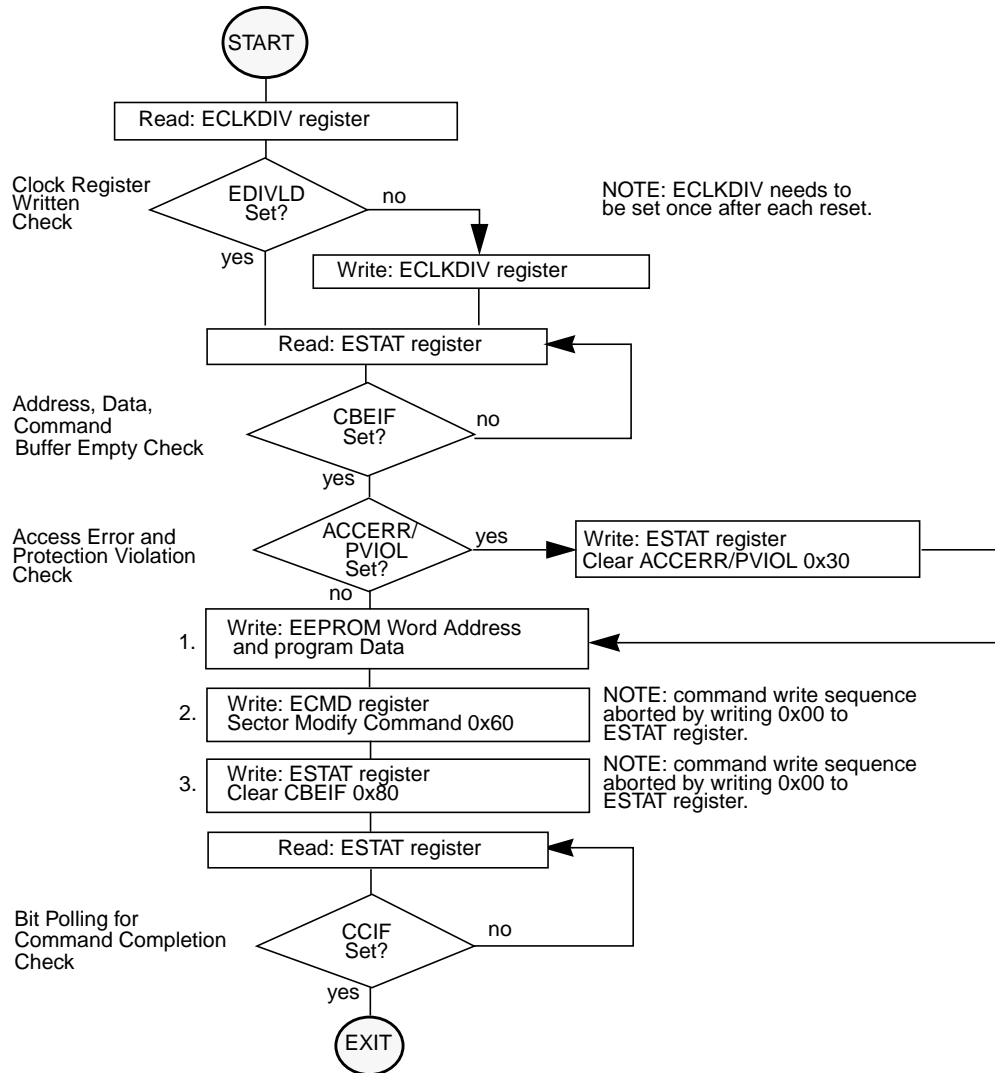 START
Read: ECLKDIV register
Clock Register
Written
Check
EDIVLD
Set?
no
yes
NOTE: ECLKDIV needs to
be set once after each reset.
Write: ECLKDIV register
Read: ESTAT register
Address, Data,
Command
Buffer Empty Check
CBEIF
Set?
no
yes
Access Error and
Protection Violation
Check
ACCERR/
PVIOL
Set?
yes
no
Write: ESTAT register
Clear ACCERR/PVIOL 0x30
1.
Write: EEPROM Word Address
and program Data
2.
Write: ECMD register
Sector Modify Command 0x60
NOTE: command write sequence
aborted by writing 0x00 to
ESTAT register.
3.
Write: ESTAT register
Clear CBEIF 0x80
NOTE: command write sequence
aborted by writing 0x00 to
ESTAT register.
Read: ESTAT register
Bit Polling for
Command Completion
Check
CCIF
Set?
no
yes
EXIT